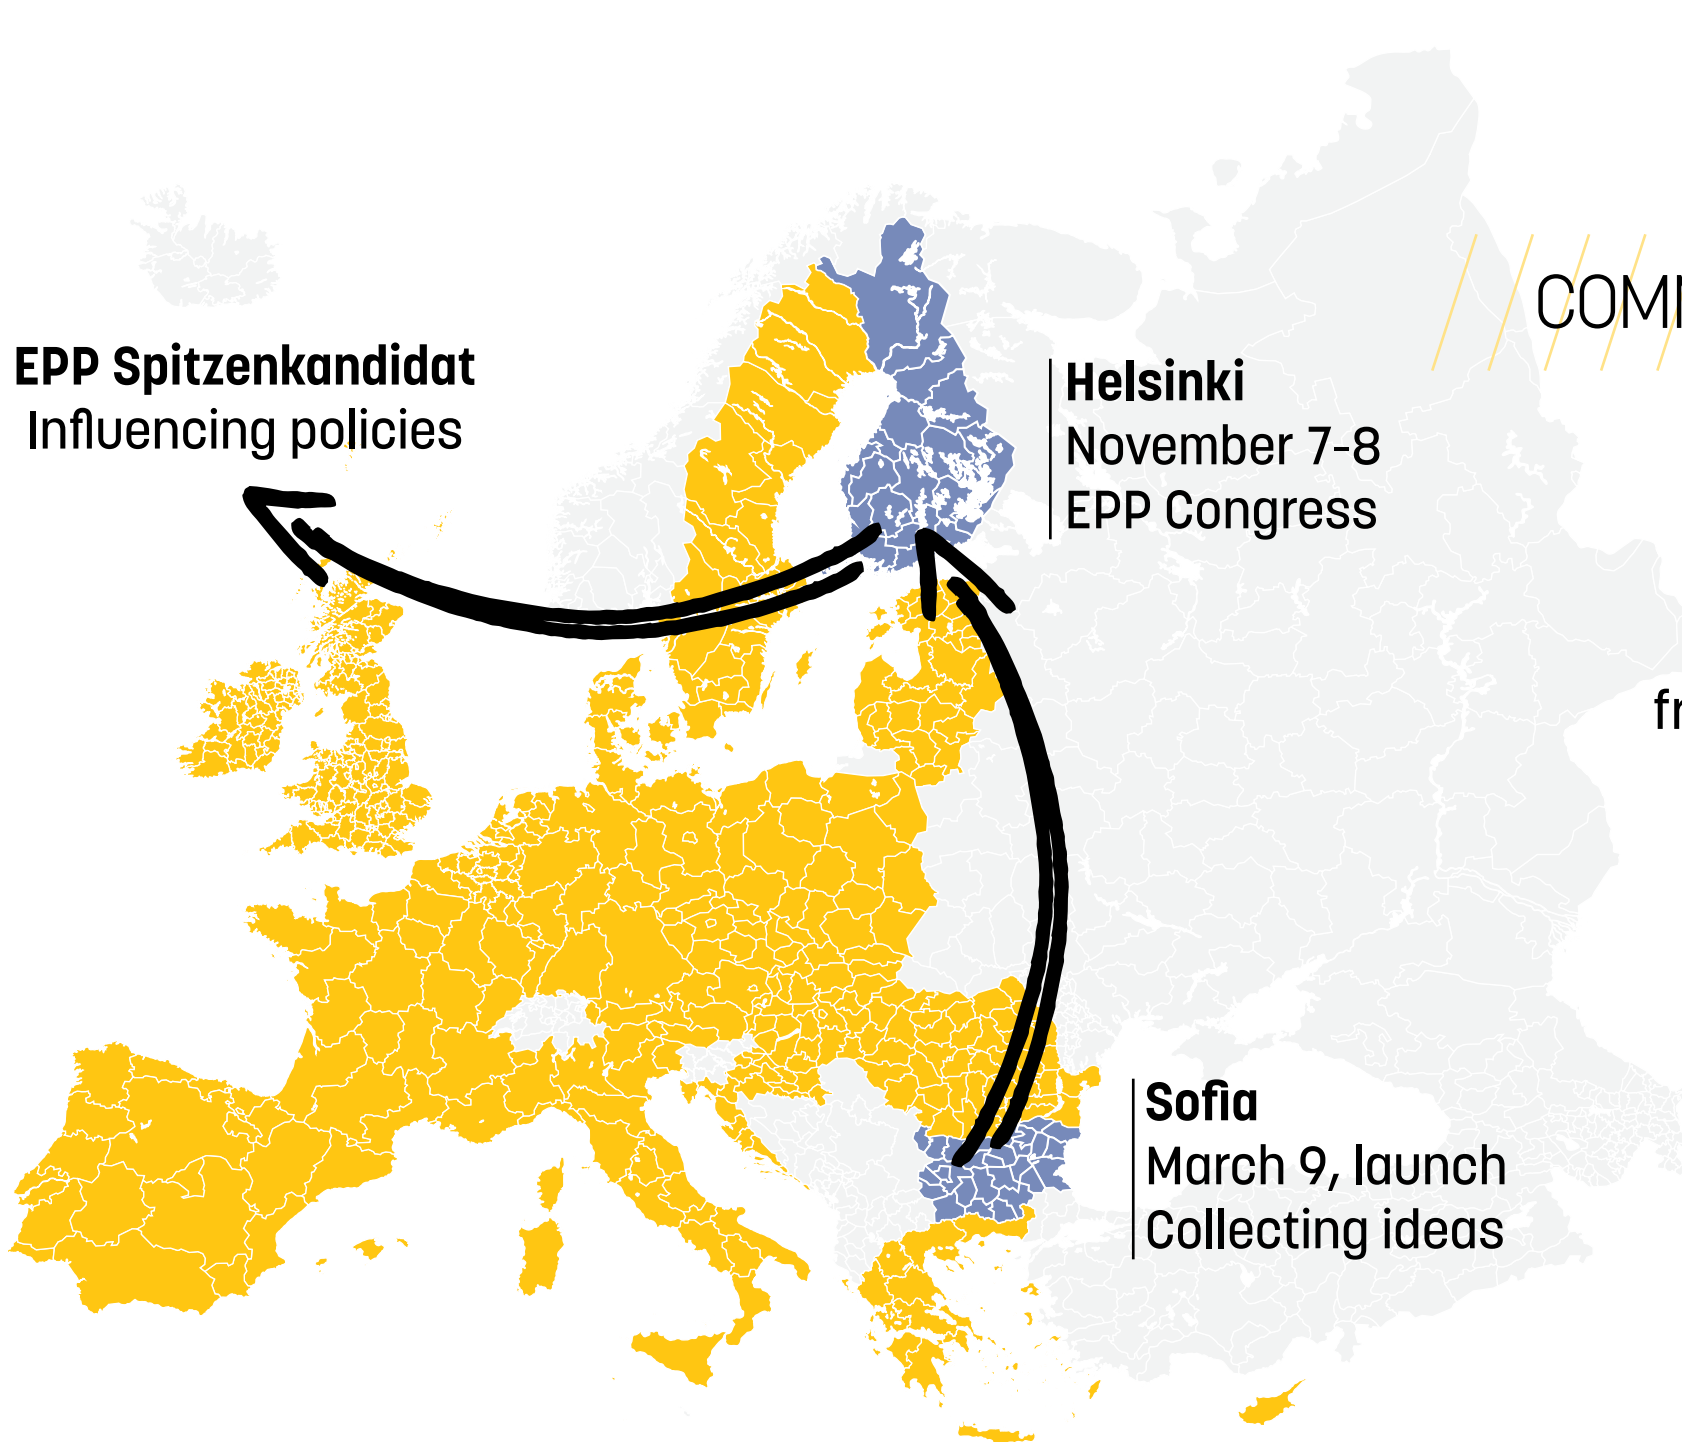 EPP Spitzenkandidat
Influencing policies
Helsinki
November 7-8
EPP Congress
Sofia
March 9, launch
Collecting ideas